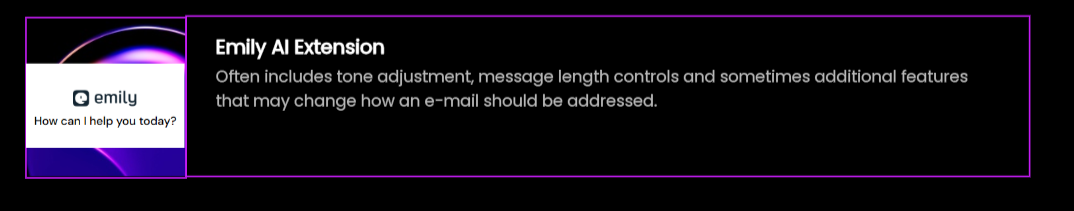 emily
How can I help you today?
Emily AI Extension
Often includes tone adjustment, message length controls and sometimes additional features
that may change how an e-mail should be addressed.